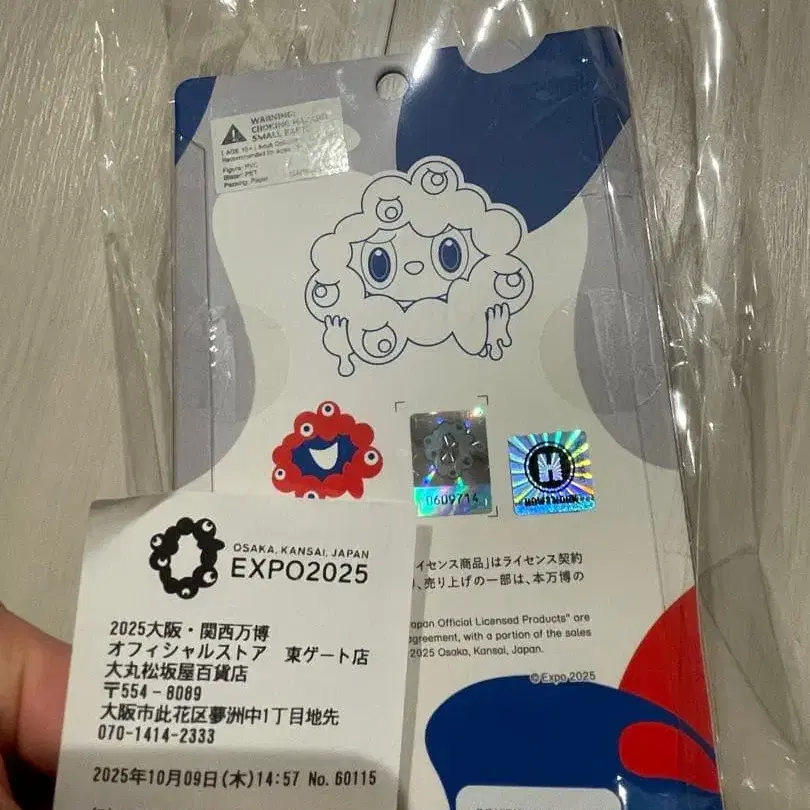 WARNING:
CHOKING HAZARD
SMALL PARTS
Figure: PVC
Blister: PET
Packing: Paper
0609714
H
イセンス商品」はライセンス契約
、売り上げの一部は、本万博の
apan Official Licensed Products" are
agreement, with a portion of the sales
2025 Osaka, Kansai, Japan.
©Expo 2025
OSAKA, KANSAI, JAPAN
EXPO2025
2025大阪・関西万博
オフィシャルストア 東ゲート店
大丸松坂屋百貨店
〒554-8089
大阪市此花区夢洲中1丁目地先
070-1414-2333
2025年10月09日(木)14:57 No. 60115